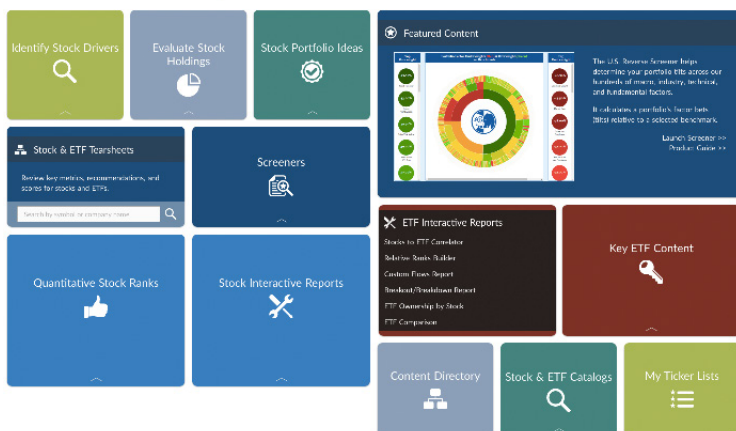 Identify Stock Drivers
Evaluate Stock
Holdings
Stock Portfolio Ideas
Stock & ETF Tearsheets
Review key metrics, recommendations, and
scores for stocks and ETFs.
Search by symbol or company name
Screeners
Quantitative Stock Ranks
Stock Interactive Reports
Featured Content
The U.S. Reverse Screener helps
determine your portfolio tilts across our
hundreds of macro, industry, technical,
and fundamental factors.
It calculates a portfolio's factor bets
(tilts) relative to a selected benchmark.
Launch Screener >>
Product Guide >>
ETF Interactive Reports
Stocks to ETF Correlator
Relative Ranks Builder
Custom Flows Report
Breakout/Breakdown Report
ETF Ownership by Stock
ETF Comparison
Key ETF Content
Content Directory
Stock & ETF Catalogs
My Ticker Lists